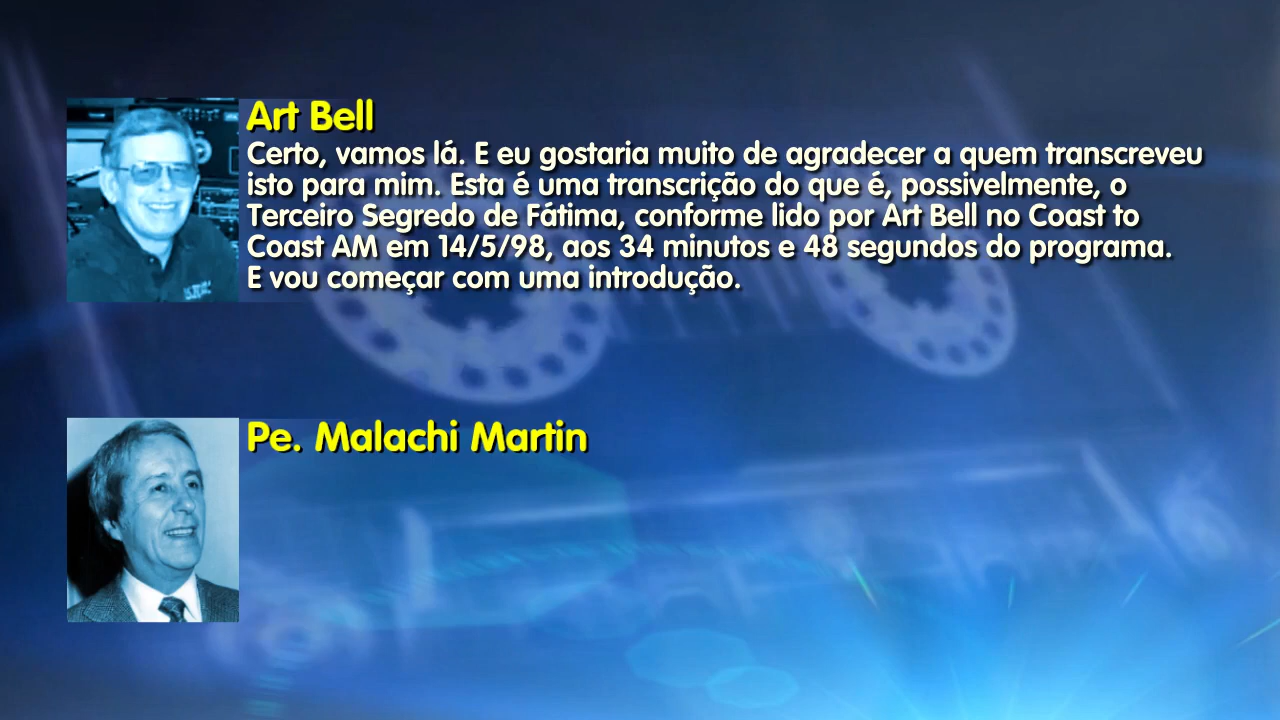 Art Bell
Certo, vamos lá. E eu gostaria muito de agradecer a quem transcreveu
isto para mim. Esta é uma transcrição do que é, possivelmente, o
Terceiro Segredo de Fátima, conforme lido por Art Bell no Coast to
Coast AM em 14/5/98, aos 34 minutos e 48 segundos do programa.
E vou começar com uma introdução.
Pe. Malachi Martin